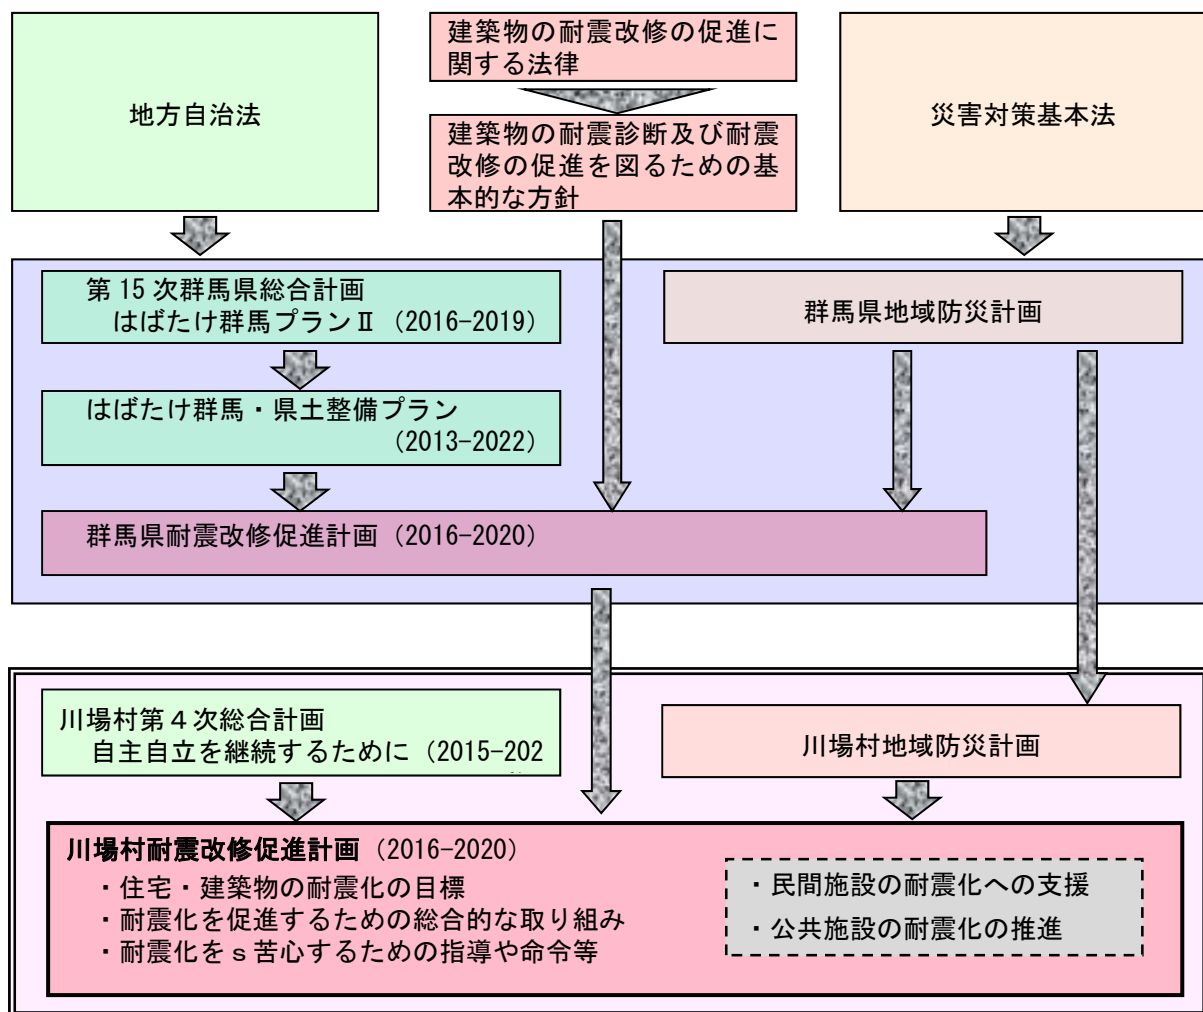 地方自治法
建築物の耐震改修の促進に
関する法律
建築物の耐震診断及び耐震
改修の促進を図るための基
本的な方針
災害対策基本法
第15次群馬県総合計画
はばたけ群馬プランⅡ（2016-2019）
はばたけ群馬・県土整備プラン
（2013-2022）
群馬県耐震改修促進計画（2016-2020）
群馬県地域防災計画
川場村第４次総合計画
自主自立を継続するために（2015-202
川場村地域防災計画
川場村耐震改修促進計画（2016-2020）
・住宅・建築物の耐震化の目標
・耐震化を促進するための総合的な取り組み
・耐震化をｓ苦心するための指導や命令等
・民間施設の耐震化への支援
・公共施設の耐震化の推進